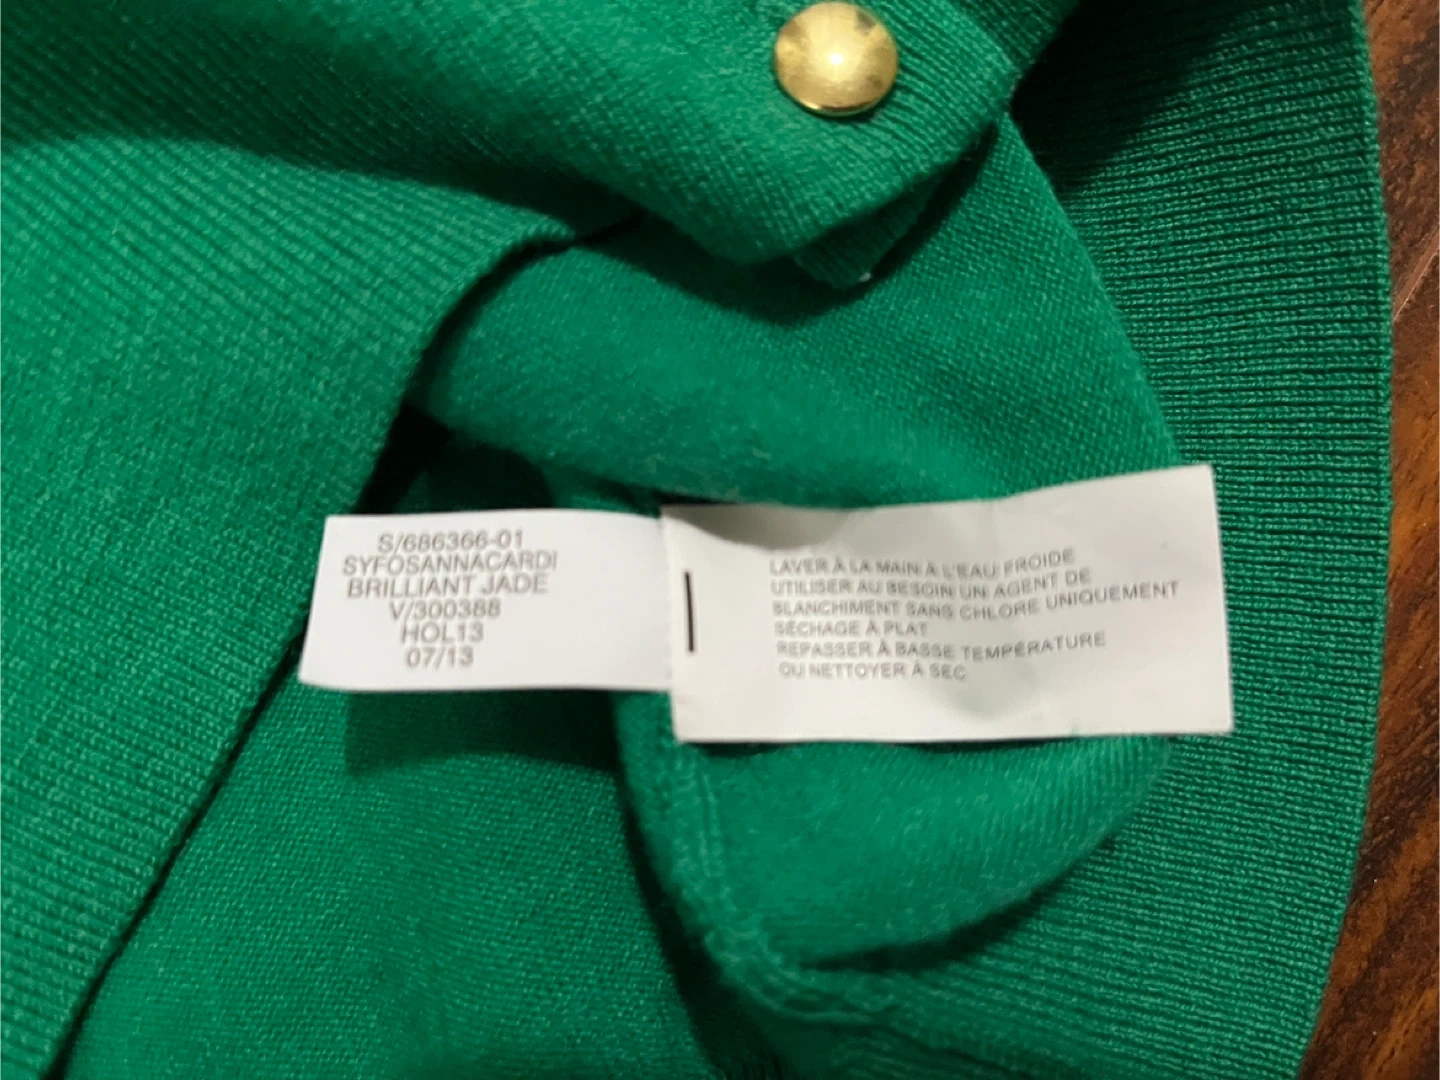 S/686366-01
SYFOSANNACARDI
BRILLIANT JADE
V/300388
HOL13
07/13
LAVER À LA MAIN À L'EAU FROIDE
UTILISER AU BESOIN UN AGENT DE
BLANCHIMENT SANS CHLORE UNIQUEMENT
SÉCHAGE À PLAT
REPASSER À BASSE TEMPÉRATURE
OU NETTOYER À SEC